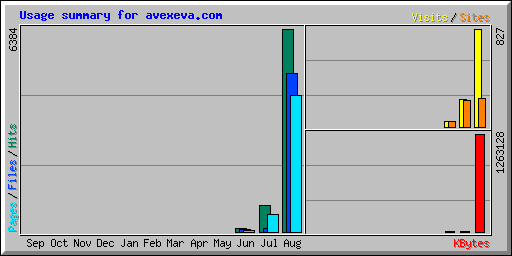 Usage summary for avexeva.com
Visits / Sites
6384
827
Pages / Files / Hits
1263128
Sep Oct Nov Dec Jan Feb Mar Apr May Jun Jul Aug
KBytes